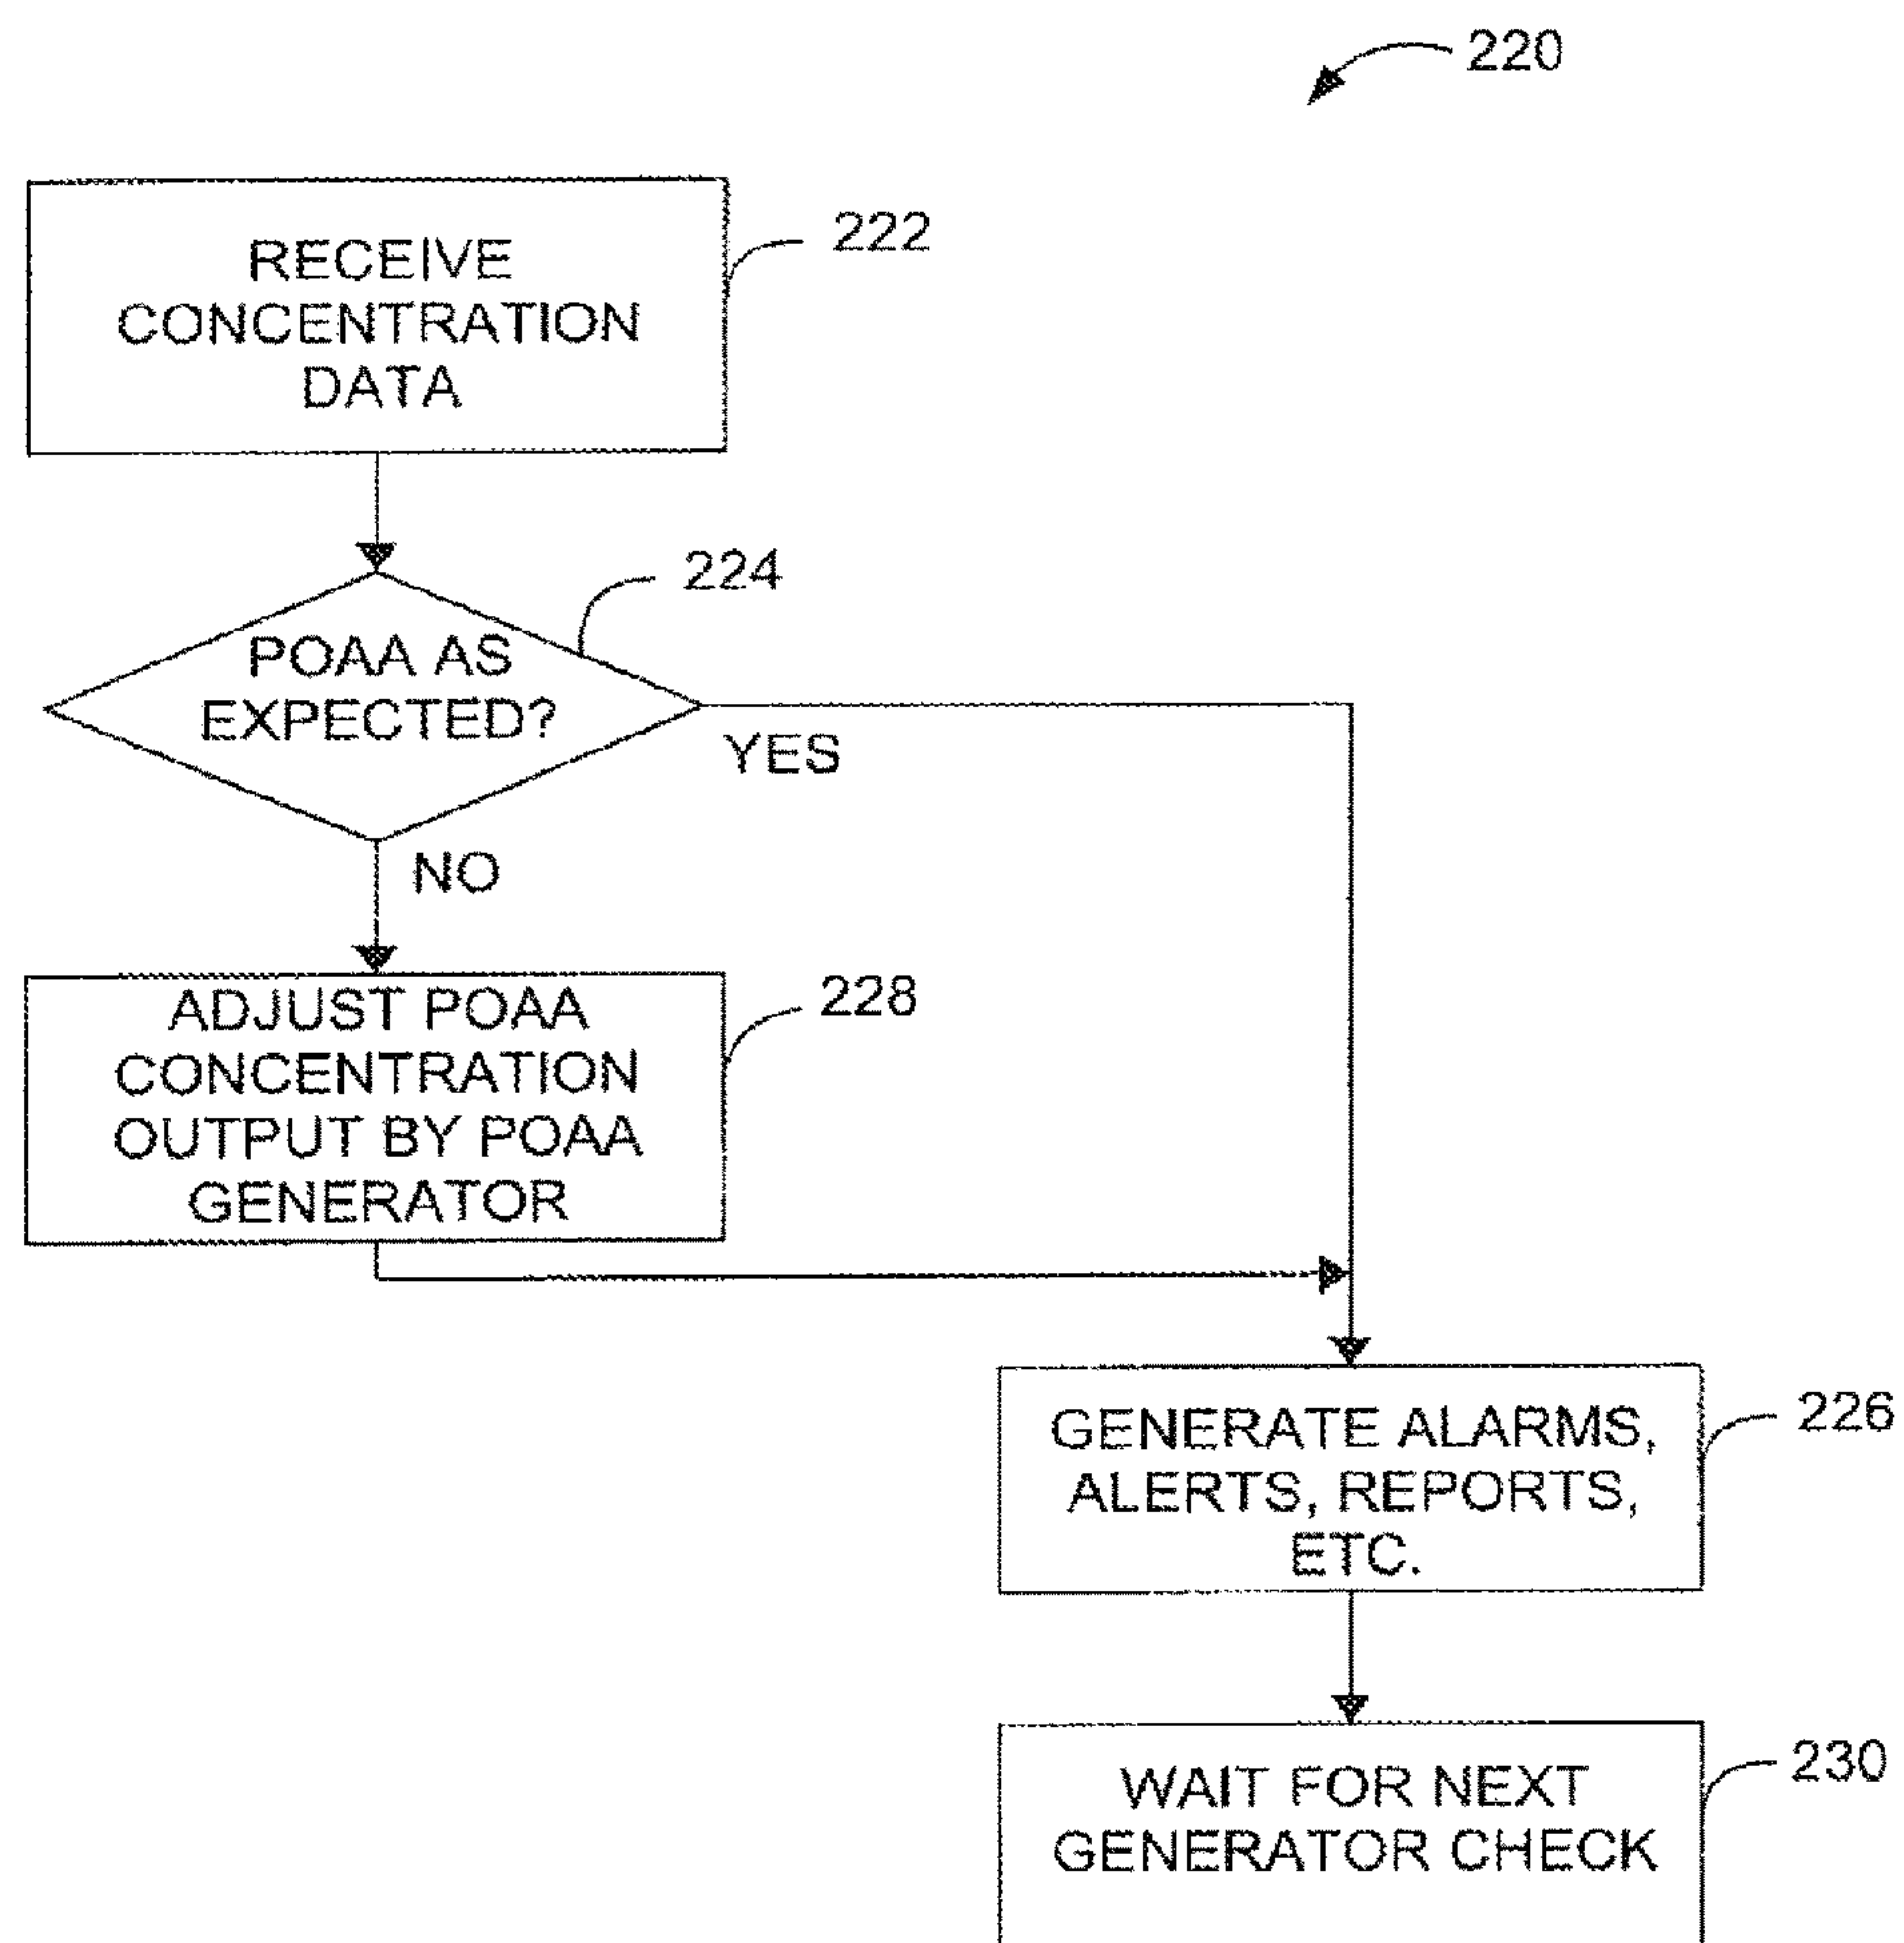 220
RECEIVE
CONCENTRATION
DATA
222
224
POAA AS
EXPECTED?
YES
NO
ADJUST POAA
CONCENTRATION
OUTPUT BY POAA
GENERATOR
228
GENERATE ALARMS,
ALERTS, REPORTS,
ETC.
226
WAIT FOR NEXT
GENERATOR CHECK
230